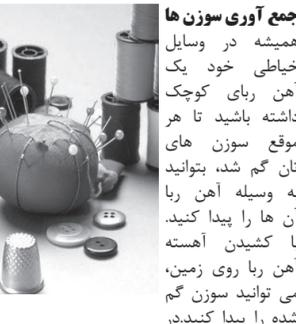 جمع آوری سوزن ها
همیشه در وسایل
خیاطی خود یک
آهن ربای کوچک
داشته باشید تا هر
موقع سوزن های
تان گم شد، بتوانید
به وسیله آهن ربا
آن ها را پیدا کنید.
با کشیدن آهسته
آهن ربا روی زمین،
می توانید سوزن گم
شده را پیدا کنید.در